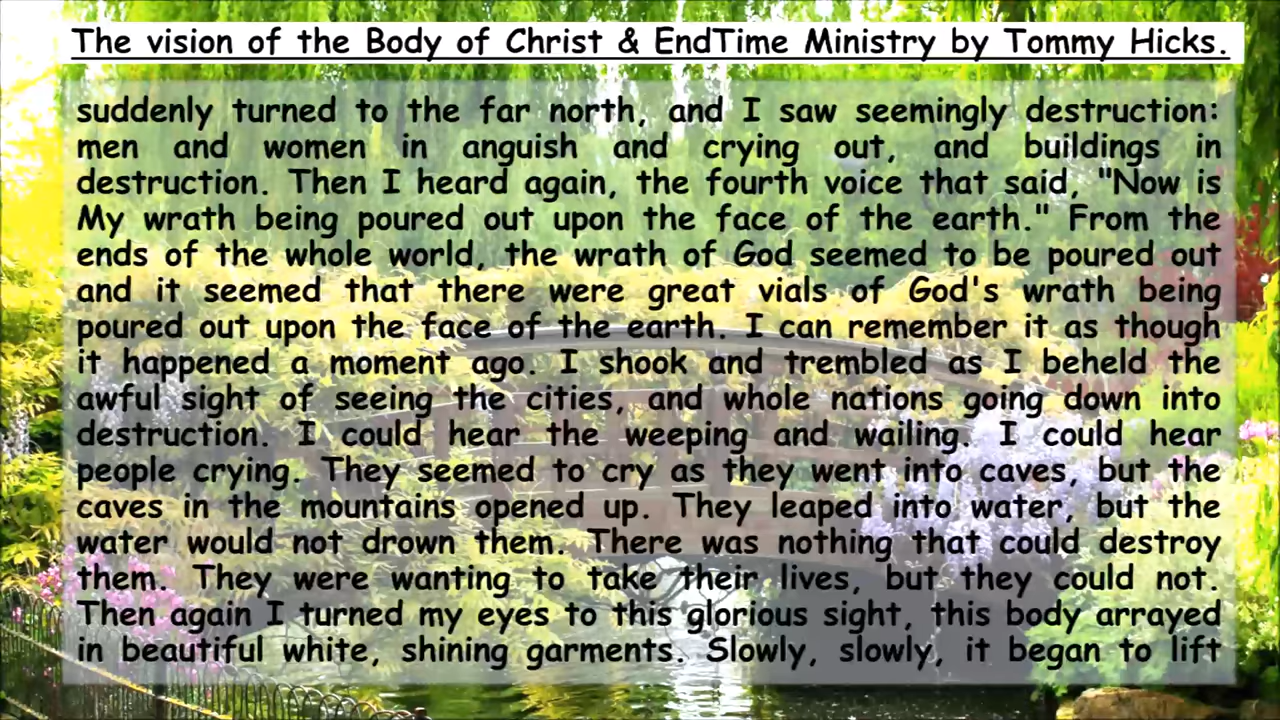 The vision of the Body of Christ & EndTime Ministry by Tommy Hicks.
suddenly turned to the far north, and I saw seemingly destruction:
men and women in anguish and crying out, and buildings in
destruction. Then I heard again, the fourth voice that said, "Now is
My wrath being poured out upon the face of the earth." From the
ends of the whole world, the wrath of God seemed to be poured out
and it seemed that there were great vials of God's wrath being
poured out upon the face of the earth. I can remember it as though
it happened a moment ago. I shook and trembled as I beheld the
awful sight of seeing the cities, and whole nations going down into
destruction. I could hear the weeping and wailing. I could hear
people crying. They seemed to cry as they went into caves, but the
caves in the mountains opened up. They leaped into water, but the
water would not drown them. There was nothing that could destroy
them. They were wanting to take their lives, but they could not.
Then again I turned my eyes to this glorious sight, this body arrayed
in beautiful white, shining garments. Slowly, slowly, it began to lift